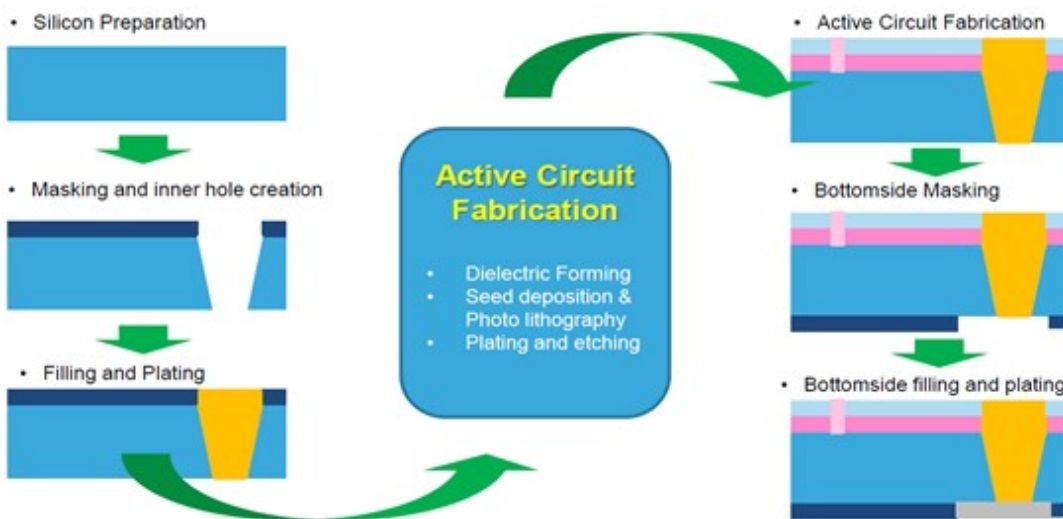 • Silicon Preparation
• Masking and inner hole creation
• Filling and Plating
Active Circuit
Fabrication
• Dielectric Forming
• Seed deposition &
Photo lithography
• Plating and etching
• Active Circuit Fabrication
• Bottomside Masking
• Bottomside filling and plating